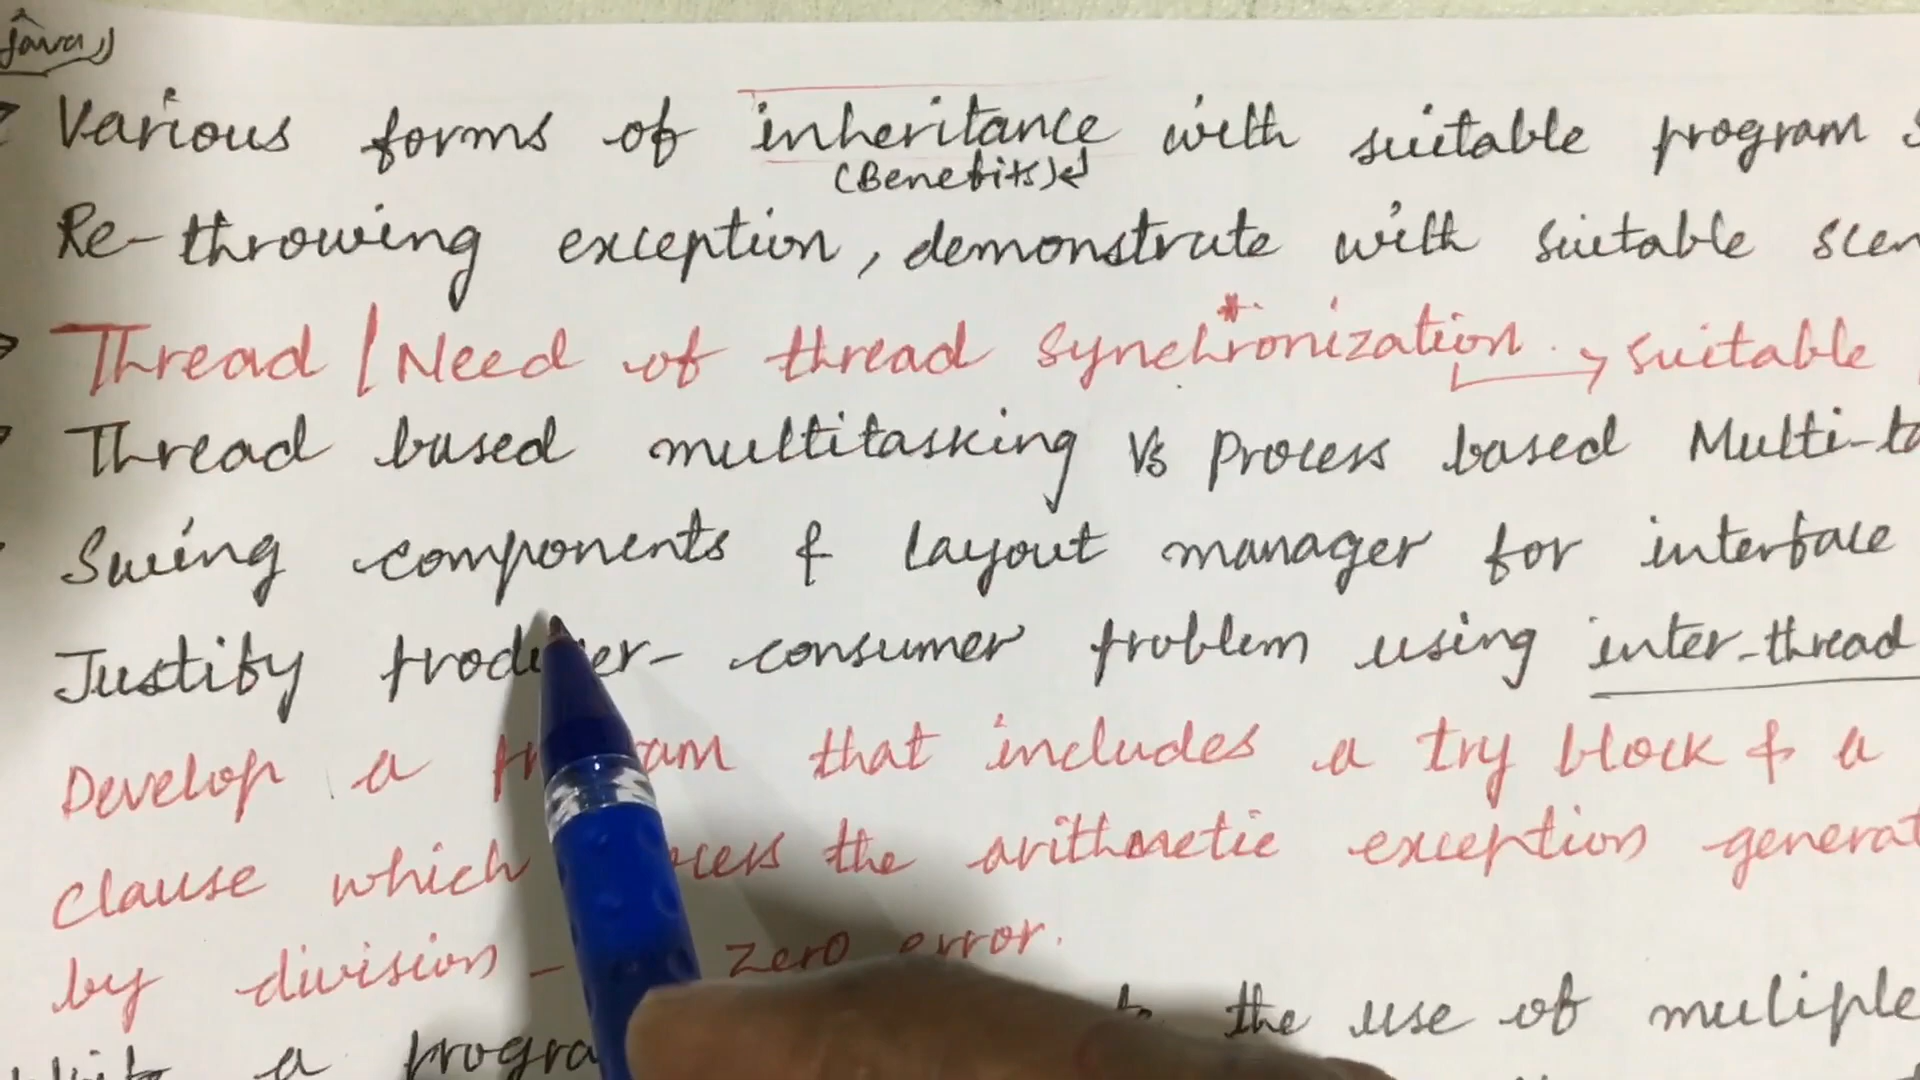 Java
Various forms of inheritance with suitable program
(Benefits)
Re-throwing exception, demonstrate with suitable
Thread / Need of thread synchronization → suitable
Thread based multitasking Vs Process based
Swing components & layout manager for interface
Justify consumer problem using inter-thread
Develop a that includes a try block & a
clause which the arithmetic exception
by division - zero error.
a the use of